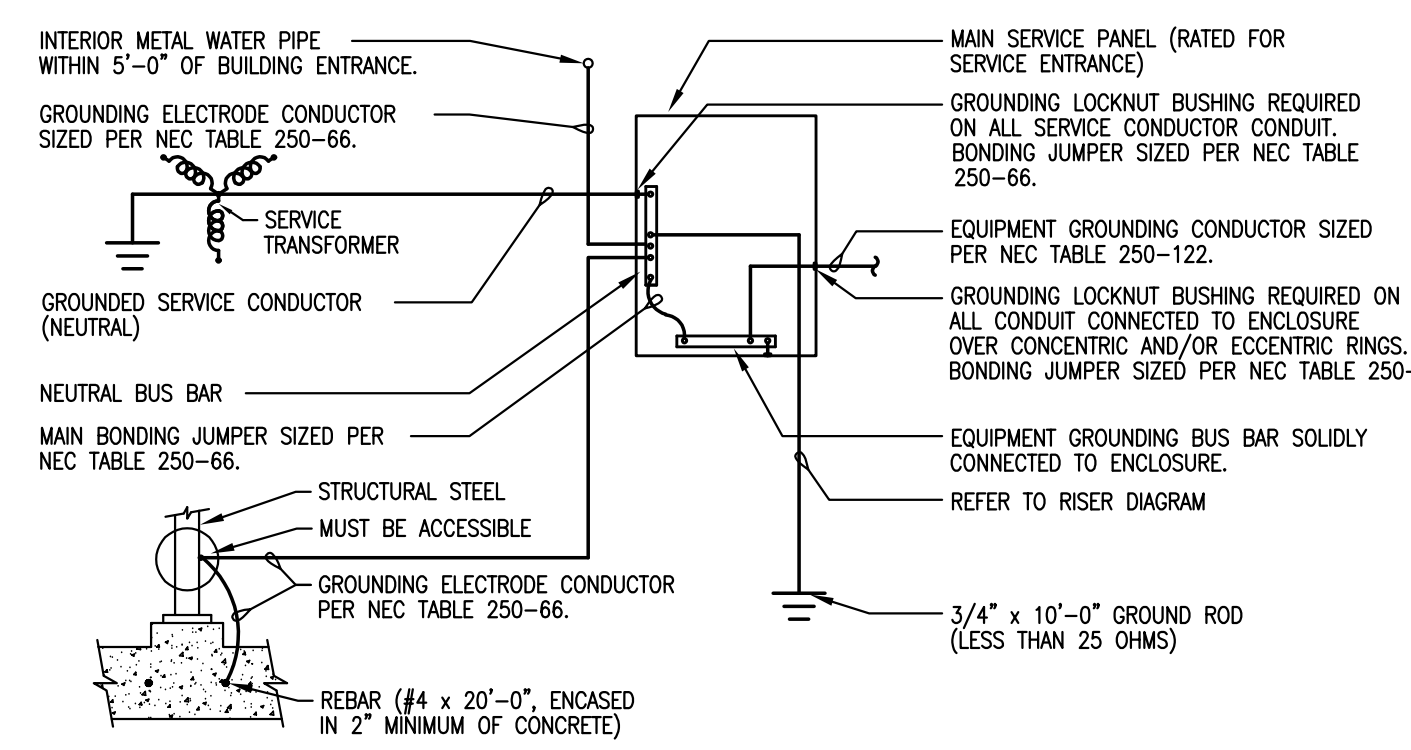 INTERIOR METAL WATER PIPE
WITHIN 5'-0" OF BUILDING ENTRANCE.
GROUNDING ELECTRODE CONDUCTOR
SIZED PER NEC TABLE 250-66.
SERVICE
TRANSFORMER
GROUNDED SERVICE CONDUCTOR
(NEUTRAL)
NEUTRAL BUS BAR
MAIN BONDING JUMPER SIZED PER
NEC TABLE 250-66.
STRUCTURAL STEEL
MUST BE ACCESSIBLE
GROUNDING ELECTRODE CONDUCTOR
PER NEC TABLE 250-66.
REBAR (#4 x 20'-0", ENCASED
IN 2" MINIMUM OF CONCRETE)
MAIN SERVICE PANEL (RATED FOR
SERVICE ENTRANCE)
GROUNDING LOCKNUT BUSHING REQUIRED
ON ALL SERVICE CONDUCTOR CONDUIT.
BONDING JUMPER SIZED PER NEC TABLE
250-66.
EQUIPMENT GROUNDING CONDUCTOR SIZED
PER NEC TABLE 250-122.
GROUNDING LOCKNUT BUSHING REQUIRED ON
ALL CONDUIT CONNECTED TO ENCLOSURE
OVER CONCENTRIC AND/OR ECCENTRIC RINGS.
BONDING JUMPER SIZED PER NEC TABLE 250-
EQUIPMENT GROUNDING BUS BAR SOLIDLY
CONNECTED TO ENCLOSURE.
REFER TO RISER DIAGRAM
3/4" x 10'-0" GROUND ROD
(LESS THAN 25 OHMS)